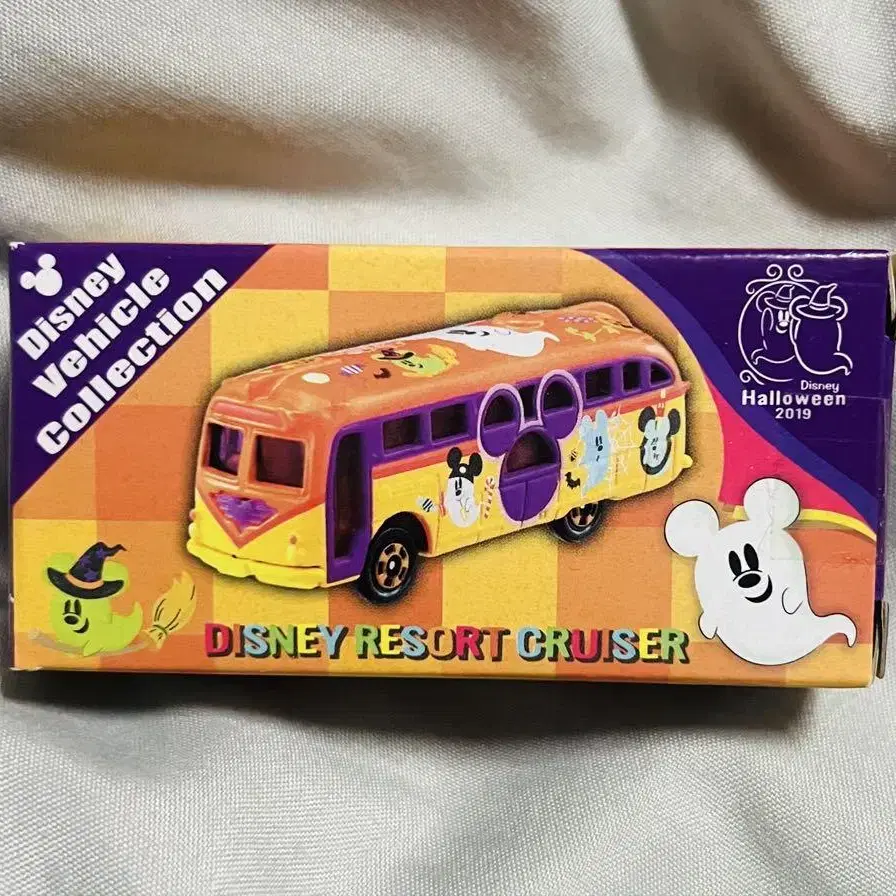 Disney
Vehicle
Collection
Disney
Halloween
2019
DISNEY RESORT CRUISER